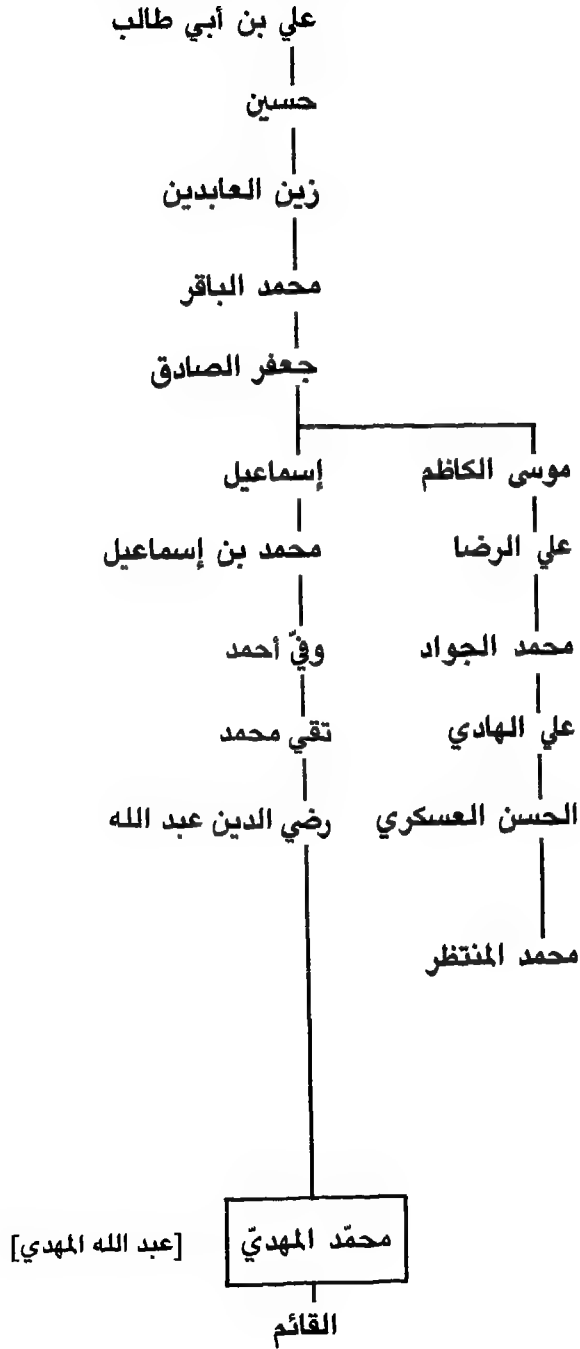 علي بن أبي طالب
حسين
زين العابدين
محمد الباقر
جعفر الصادق
موسى الكاظم
إسماعيل
علي الرضا
محمد بن إسماعيل
محمد الجواد
وفيّ أحمد
علي الهادي
تقي محمد
الحسن العسكري
رضي الدين عبد الله
محمد المنتظر
محمّد المهديّ
[عبد الله المهدي]
القائم